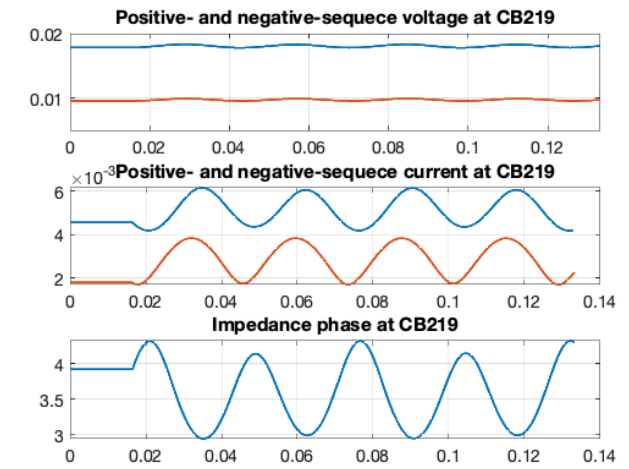 Positive- and negative-sequece voltage at CB219
0.02
0.01
0 0.02 0.04 0.06 0.08 0.1 0.12
×10⁻³ Positive- and negative-sequece current at CB219
6
4
2
0 0.02 0.04 0.06 0.08 0.1 0.12 0.14
Impedance phase at CB219
4
3.5
3
0 0.02 0.04 0.06 0.08 0.1 0.12 0.14